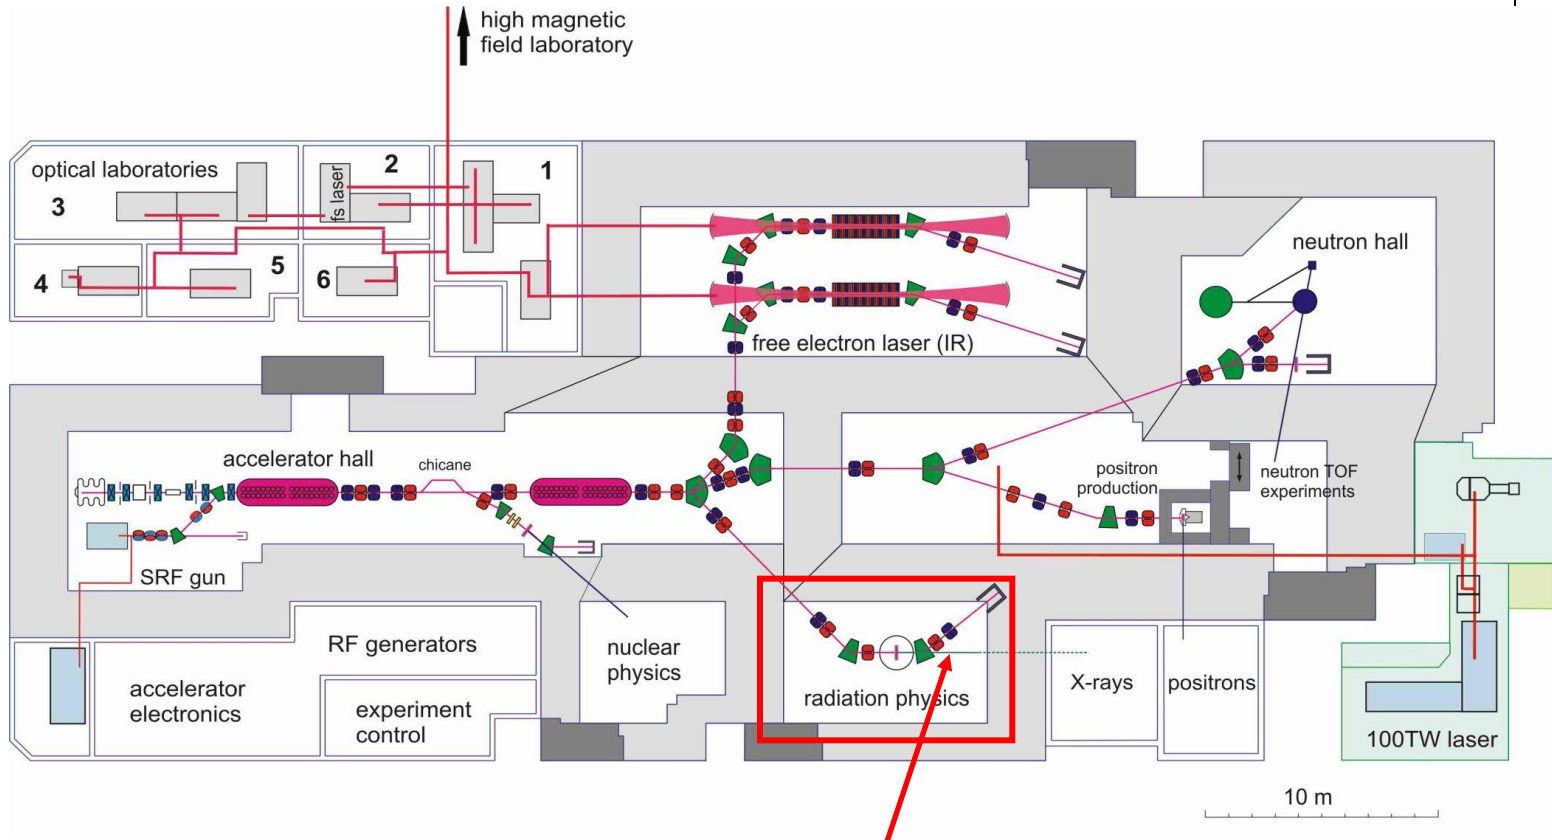 high magnetic
field laboratory
optical laboratories
1
2
3
4
5
6
fs laser
neutron hall
free electron laser (IR)
accelerator hall
chicane
positron
production
neutron TOF
experiments
SRF gun
RF generators
nuclear
physics
accelerator
electronics
experiment
control
radiation physics
X-rays
positrons
100TW laser
10 m